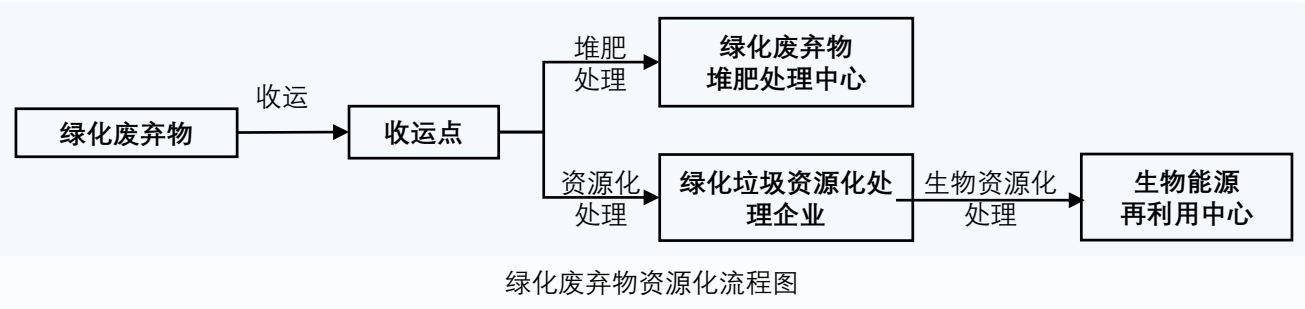 绿化废弃物
收运
收运点
堆肥
处理
绿化废弃物
堆肥处理中心
资源化
处理
绿化垃圾资源化处
理企业
生物资源化
处理
生物能源
再利用中心
绿化废弃物资源化流程图